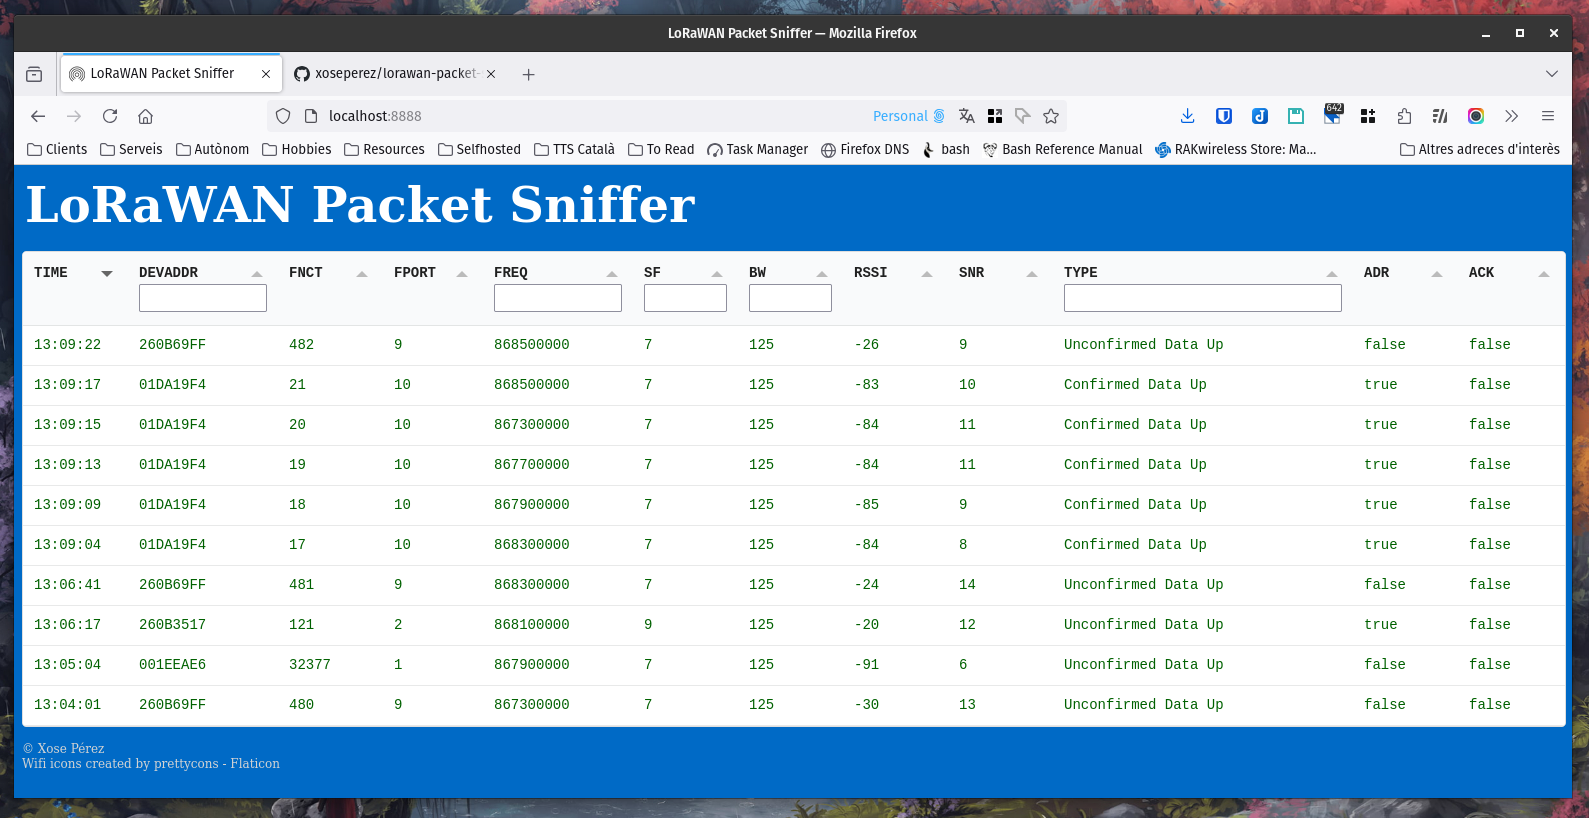 LoRaWAN Packet Sniffer — Mozilla Firefox
LoRaWAN Packet Sniffer xoseperez/lorawan-packet-
localhost:8888 Personal 642
Clients Serveis Autònom Hobbies Resources Selfhosted TTS Català To Read Task Manager Firefox DNS bash Bash Reference Manual RAKwireless Store: Ma... Altres adreces d'interès
LoRaWAN Packet Sniffer
TIME DEVADDR FNCT FPORT FREQ SF BW RSSI SNR TYPE ADR ACK
13:09:22 260B69FF 482 9 868500000 7 125 -26 9 Unconfirmed Data Up false false
13:09:17 01DA19F4 21 10 868500000 7 125 -83 10 Confirmed Data Up true false
13:09:15 01DA19F4 20 10 867300000 7 125 -84 11 Confirmed Data Up true false
13:09:13 01DA19F4 19 10 867700000 7 125 -84 11 Confirmed Data Up true false
13:09:09 01DA19F4 18 10 867900000 7 125 -85 9 Confirmed Data Up true false
13:09:04 01DA19F4 17 10 868300000 7 125 -84 8 Confirmed Data Up true false
13:06:41 260B69FF 481 9 868300000 7 125 -24 14 Unconfirmed Data Up false false
13:06:17 260B3517 121 2 868100000 9 125 -20 12 Unconfirmed Data Up true false
13:05:04 001EEAE6 32377 1 867900000 7 125 -91 6 Unconfirmed Data Up false false
13:04:01 260B69FF 480 9 867300000 7 125 -30 13 Unconfirmed Data Up false false
© Xose Pérez
Wifi icons created by prettycons - Flaticon